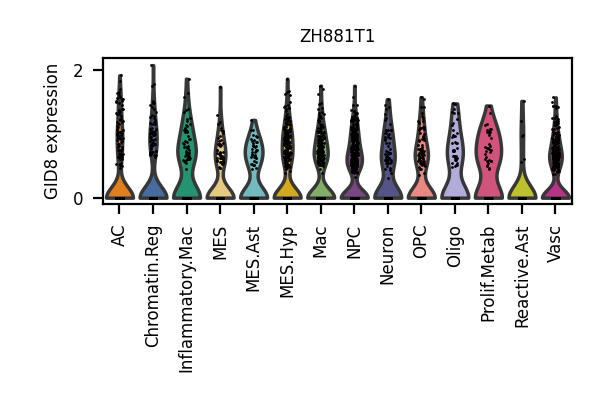 ZH881T1
GID8 expression
2
0
AC
Chromatin.Reg
Inflammatory.Mac
MES
MES.Ast
MES.Hyp
Mac
NPC
Neuron
OPC
Oligo
Prolif.Metab
Reactive.Ast
Vasc